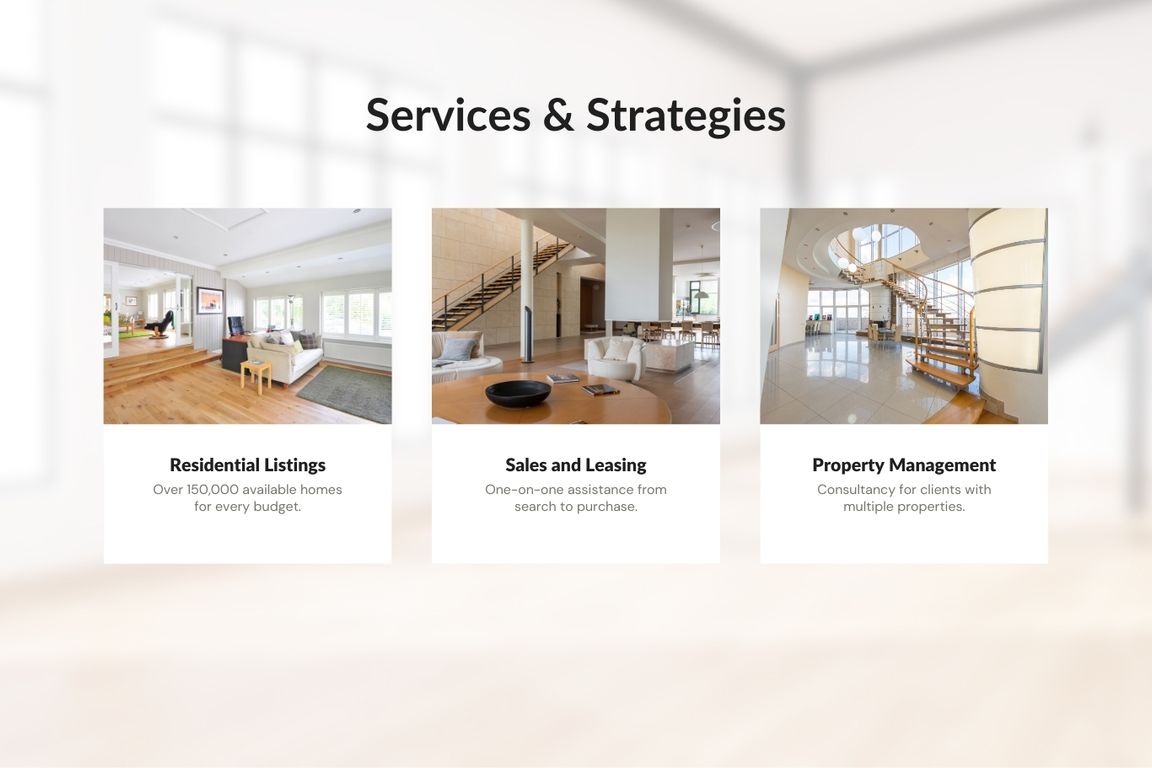 Services & Strategies
Residential Listings
Over 150,000 available homes
for every budget.
Sales and Leasing
One-on-one assistance from
search to purchase.
Property Management
Consultancy for clients with
multiple properties.